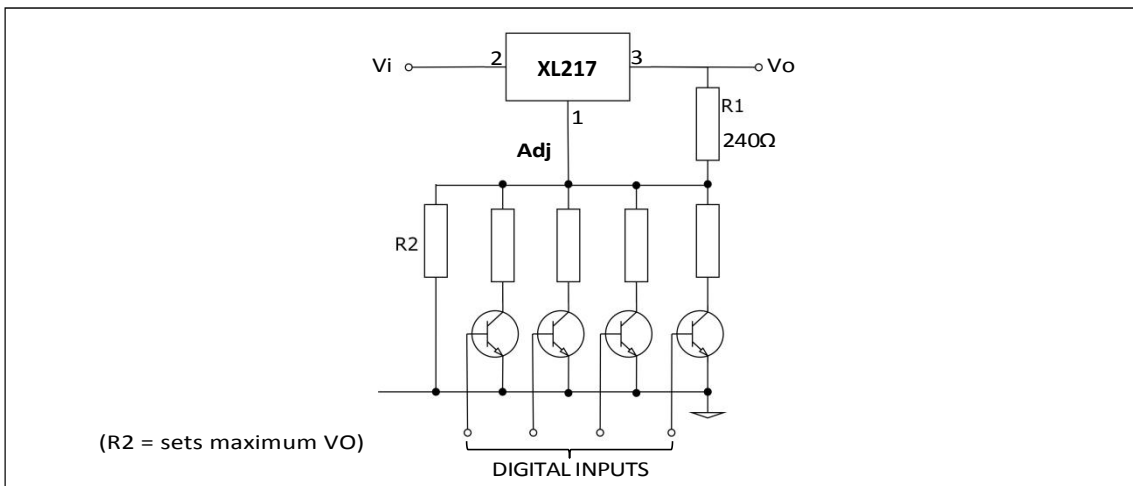 Vi
2
XL217
3
Vo
1
R1
240Ω
Adj
R2
(R2 = sets maximum VO)
DIGITAL INPUTS